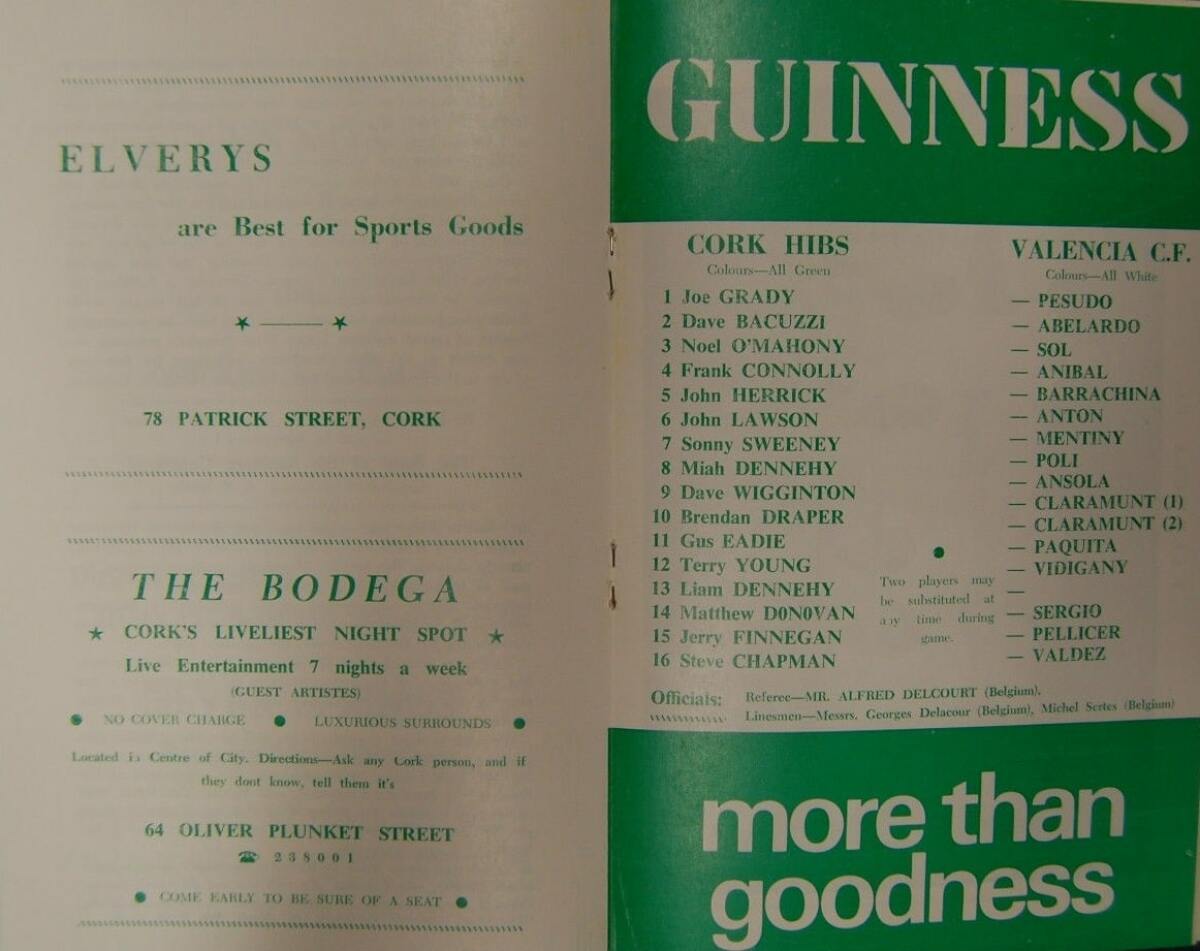 ELVERYS
are Best for Sports Goods
78 PATRICK STREET, CORK
THE BODEGA
CORK'S LIVELIEST NIGHT SPOT
Live Entertainment 7 nights a week
(GUEST ARTISTES)
NO COVER CHARGE ● LUXURIOUS SURROUNDS ●
Located in Centre of City. Directions—Ask any Cork person, and if
they dont know, tell them it's
64 OLIVER PLUNKET STREET
☎ 238001
● COME EARLY TO BE SURE OF A SEAT ●
GUINNESS
CORK HIBS
Colours—All Green
1 Joe GRADY
2 Dave BACUZZI
3 Noel O'MAHONY
4 Frank CONNOLLY
5 John HERRICK
6 John LAWSON
7 Sonny SWEENEY
8 Miah DENNEHY
9 Dave WIGGINTON
10 Brendan DRAPER
11 Gus EADIE
12 Terry YOUNG
13 Liam DENNEHY
14 Matthew DONOVAN
15 Jerry FINNEGAN
16 Steve CHAPMAN
VALENCIA C.F.
Colours—All White
— PESUDO
— ABELARDO
— SOL
— ANIBAL
— BARRACHINA
— ANTON
— MENTINY
— POLI
— ANSOLA
— CLARAMUNT (1)
— CLARAMUNT (2)
— PAQUITA
— VIDIGANY
—
— SERGIO
— PELLICER
— VALDEZ
Two players may
be substituted at
any time during
game.
Officials: Referee—MR. ALFRED DELCOURT (Belgium).
Linesmen—Messrs. Georges Delacour (Belgium), Michel Sertes (Belgium)
more than
goodness